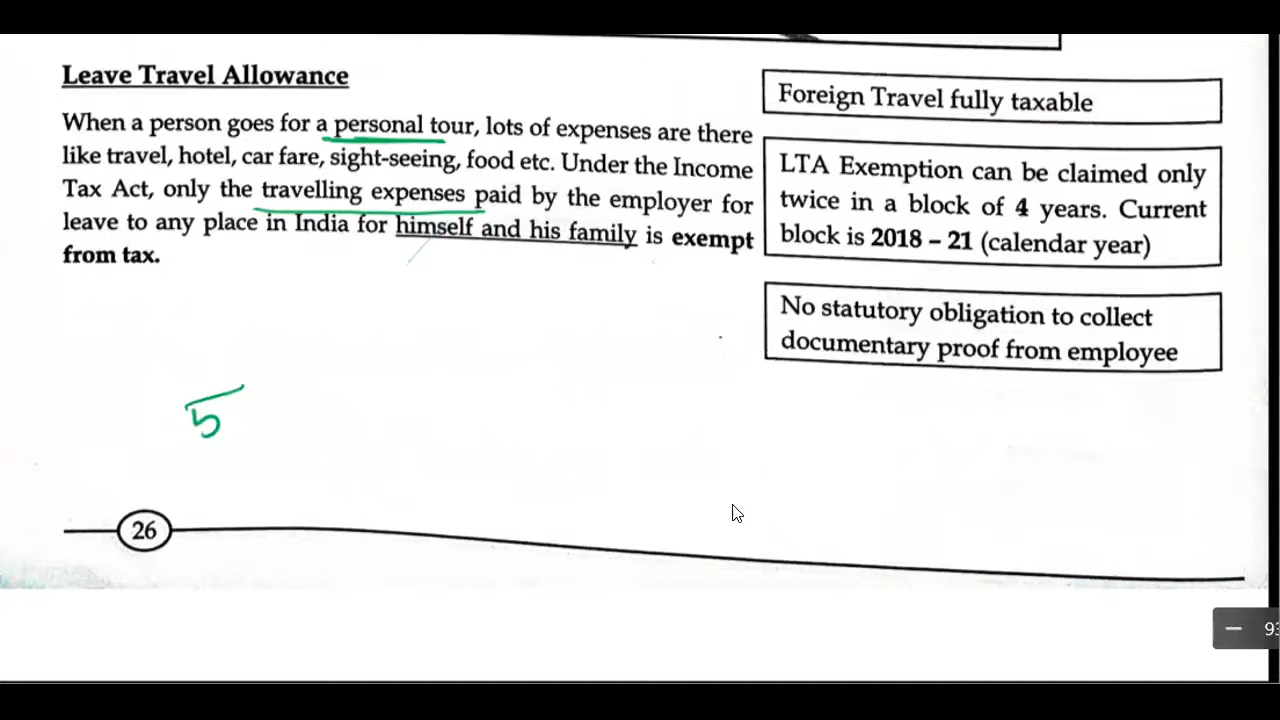 Leave Travel Allowance
When a person goes for a personal tour, lots of expenses are there
like travel, hotel, car fare, sight-seeing, food etc. Under the Income
Tax Act, only the travelling expenses paid by the employer for
leave to any place in India for himself and his family is exempt
from tax.
Foreign Travel fully taxable
LTA Exemption can be claimed only
twice in a block of 4 years. Current
block is 2018 – 21 (calendar year)
No statutory obligation to collect
documentary proof from employee
5
26